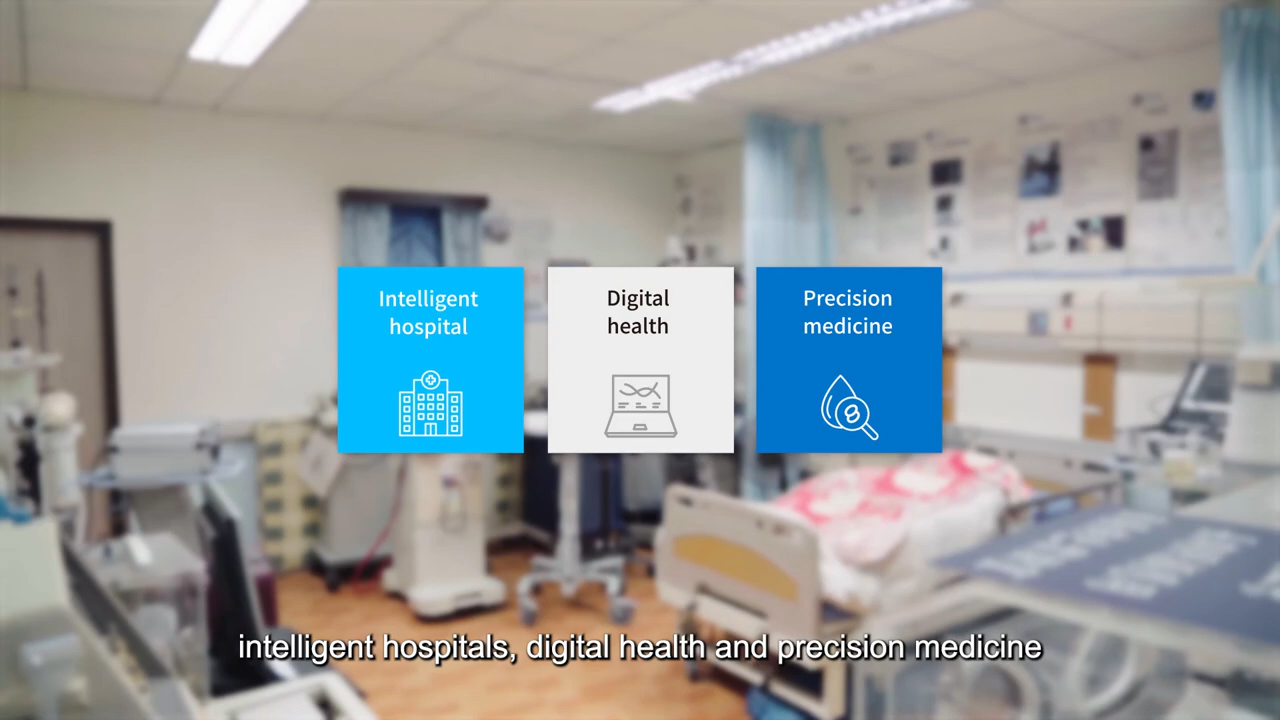 Intelligent
hospital
Digital
health
Precision
medicine
intelligent hospitals, digital health and precision medicine